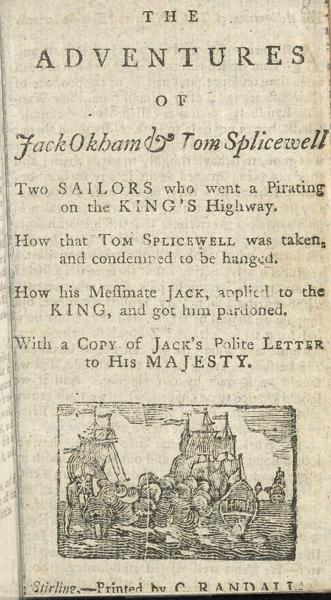 THE
ADVENTURES
OF
Jack Okham & Tom Splicewell
Two SAILORS who went a Pirating
on the KING'S Highway.
How that TOM SPLICEWELL was taken,
and condemned to be hanged.
How his Meſſmate JACK, applied to the
KING, and got him pardoned.
With a COPY of JACK'S Polite LETTER
to HIS MAJESTY.
Stirling,—Printed by C. RANDALL